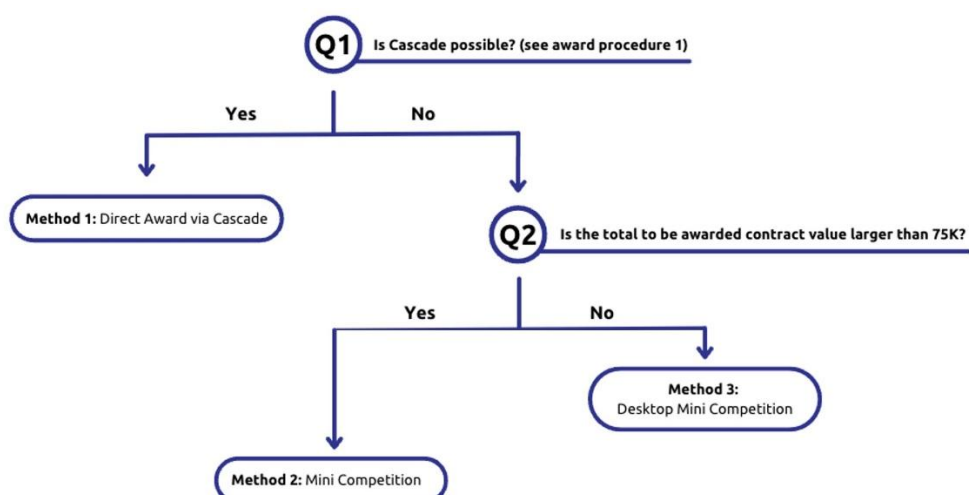 Q1
Is Cascade possible? (see award procedure 1)
Yes
No
Method 1: Direct Award via Cascade
Q2
Is the total to be awarded contract value larger than 75K?
Yes
No
Method 3:
Desktop Mini Competition
Method 2: Mini Competition